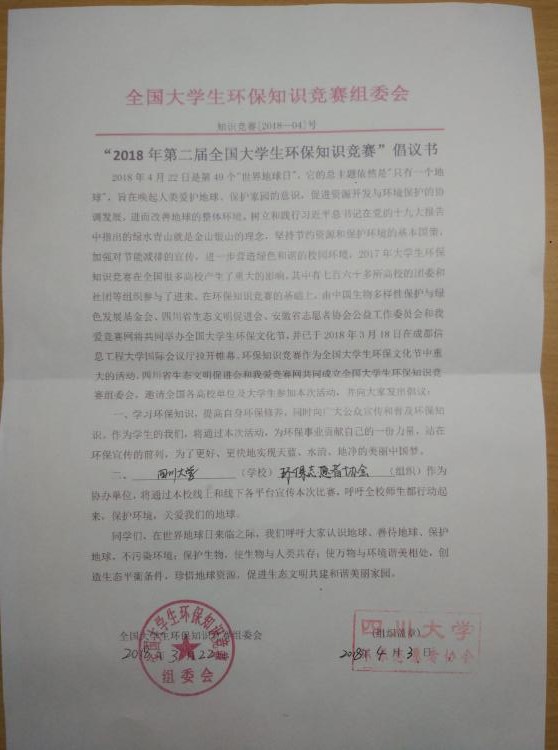 全国大学生环保知识竞赛组委会
知识竞赛[2018—04]号
“2018 年第二届全国大学生环保知识竞赛”倡议书
2018 年 4 月 22 日是第 49 个“世界地球日”，它的总主题依然是“只有一个地
球”，旨在唤起人类爱护地球、保护家园的意识，促进资源开发与环境保护的协
调发展，进而改善地球的整体环境。树立和践行习近平总书记在党的十九大报告
中指出的绿水青山就是金山银山的理念，坚持节约资源和保护环境的基本国策，
加强对节能减排的宣传，进一步营造绿色和谐的校园环境。2017 年大学生环保
知识竞赛在全国很多高校产生了重大的影响，其中有七百六十多所高校的团委和
社团等组织参与了进来。在环保知识竞赛的基础上，由中国生物多样性保护与绿
色发展基金会、四川省生态文明促进会、安徽省志愿者协会公益工作委员会和我
爱竞赛网将共同举办全国大学生环保文化节，并已于 2018 年 3 月 18 日在成都信
息工程大学国际会议厅拉开帷幕。环保知识竞赛作为全国大学生环保文化节中重
大的活动，四川省生态文明促进会和我爱竞赛网共同成立全国大学生环保知识竞
赛组委会，邀请全国各高校单位及大学生参加本次活动，并向大家发出倡议：
一、学习环保知识，提高自身环保修养，同时向广大公众宣传和普及环保知
识。作为学生的我们，将通过本次活动，为环保事业贡献自己的一份力量，站在
环保宣传的前列，为了更好、更快地实现天蓝、水清、地净的美丽中国梦。
二、 四川大学 （学校）环保志愿者协会（组织）作为
协办单位，将通过本校线上和线下各平台宣传本次比赛，呼吁全校师生都行动起
来，保护环境，关爱我们的地球。
同学们，在世界地球日来临之际，我们呼吁大家认识地球、善待地球、保护
地球，不污染环境；保护生物，使生物与人类共存；使万物与环境谐美相处，创
造生态平衡条件，珍惜地球资源，促进生态文明共建和谐美丽家园。
全国大学生环保知识竞赛组委会
2018 年 3 月 22 日
全国大学生环保知识竞赛
组委会
（组织盖章）
2018年 4 月 3 日
四川大学
环保志愿者协会